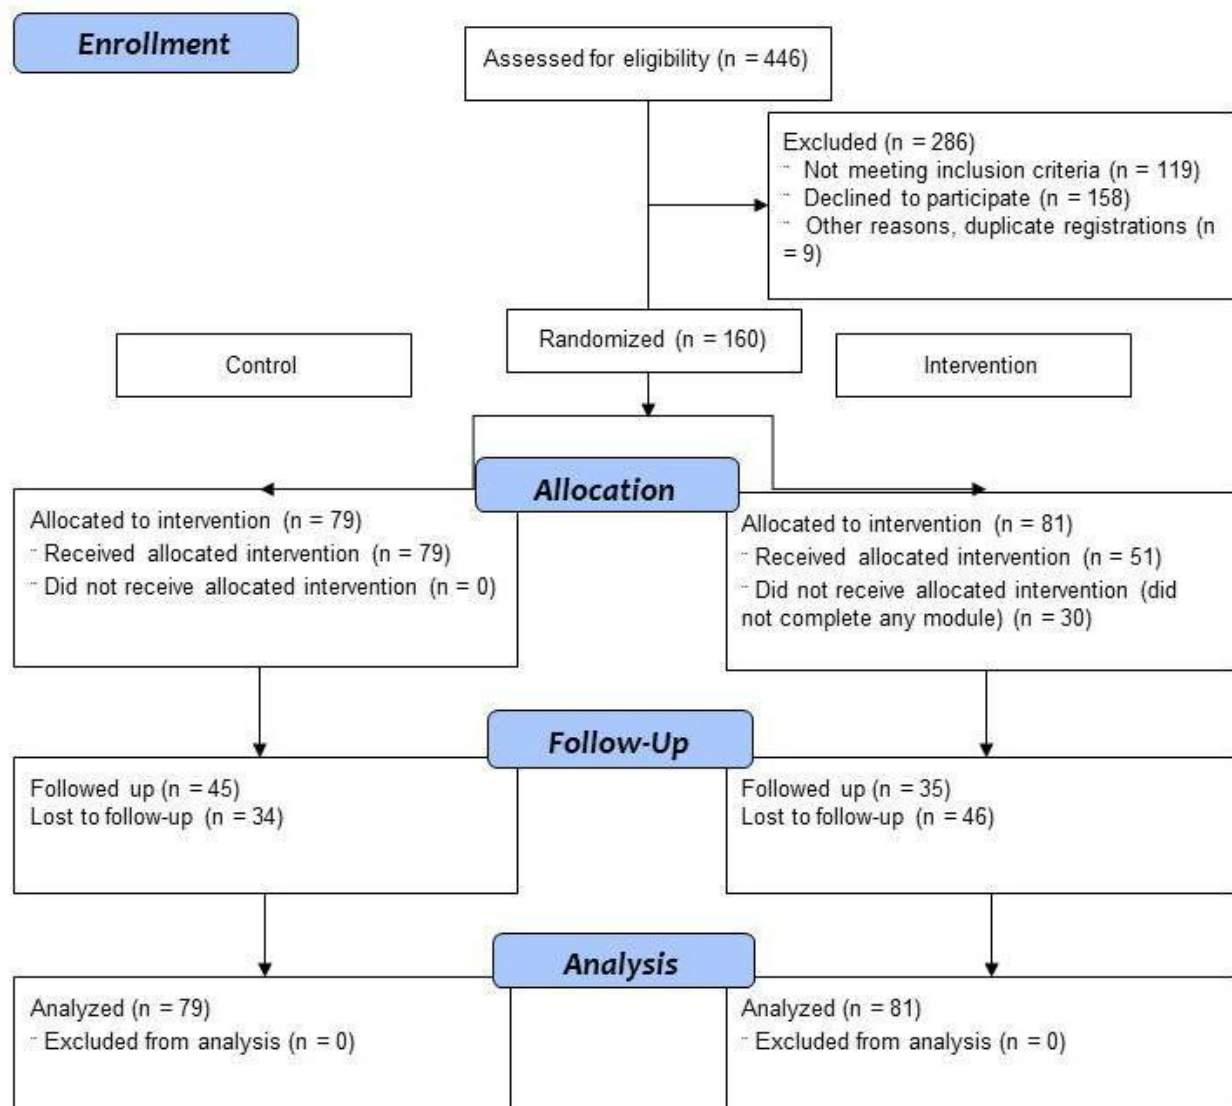 Enrollment
Assessed for eligibility (n = 446)
Excluded (n = 286)
¨ Not meeting inclusion criteria (n = 119)
¨ Declined to participate (n = 158)
¨ Other reasons, duplicate registrations (n
= 9)
Randomized (n = 160)
Control
Intervention
Allocation
Allocated to intervention (n = 79)
¨ Received allocated intervention (n = 79)
¨ Did not receive allocated intervention (n = 0)
Allocated to intervention (n = 81)
¨ Received allocated intervention (n = 51)
¨ Did not receive allocated intervention (did
not complete any module) (n = 30)
Follow-Up
Followed up (n = 45)
Lost to follow-up (n = 34)
Followed up (n = 35)
Lost to follow-up (n = 46)
Analysis
Analyzed (n = 79)
¨ Excluded from analysis (n = 0)
Analyzed (n = 81)
¨ Excluded from analysis (n = 0)